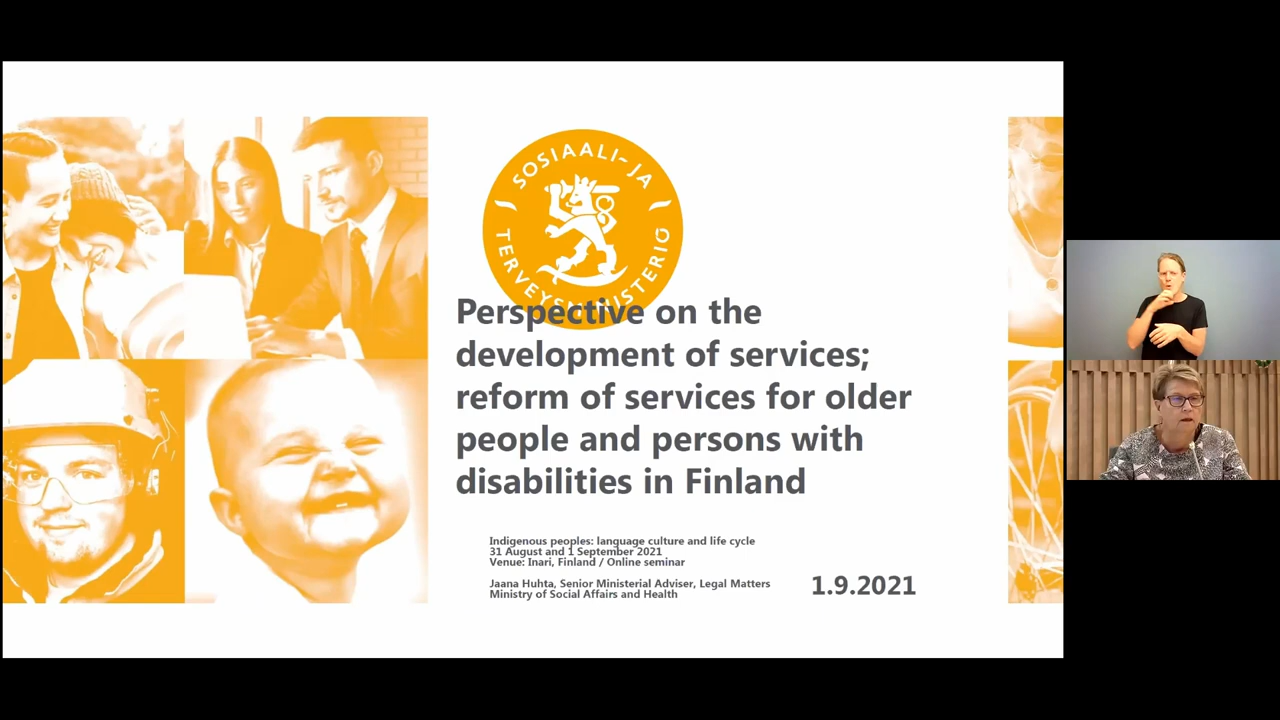 SOSIAALI- JA
TERVEYSMINISTERIÖ
Perspective on the
development of services;
reform of services for older
people and persons with
disabilities in Finland
Indigenous peoples: language culture and life cycle
31 August and 1 September 2021
Venue: Inari, Finland / Online seminar
Jaana Huhta, Senior Ministerial Adviser, Legal Matters
Ministry of Social Affairs and Health
1.9.2021